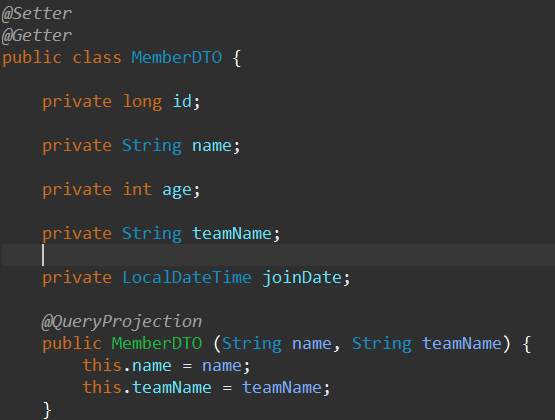 @Setter
@Getter
public class MemberDTO {
private long id;
private String name;
private int age;
private String teamName;
private LocalDateTime joinDate;
@QueryProjection
public MemberDTO (String name, String teamName) {
this.name = name;
this.teamName = teamName;
}